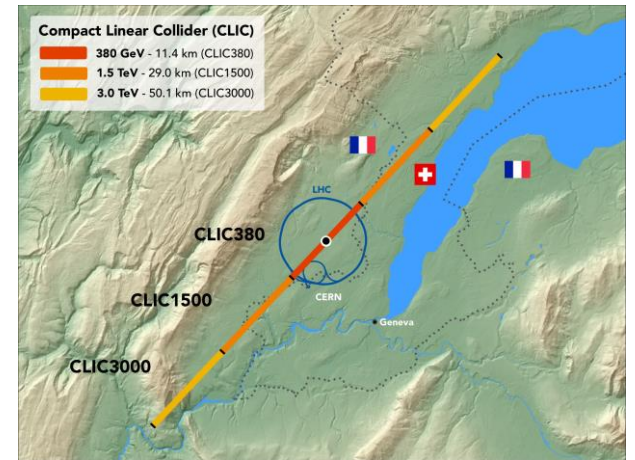 Compact Linear Collider (CLIC)
380 GeV - 11.4 km (CLIC380)
1.5 TeV - 29.0 km (CLIC1500)
3.0 TeV - 50.1 km (CLIC3000)
LHC
CLIC380
CERN
CLIC1500
Geneva
CLIC3000